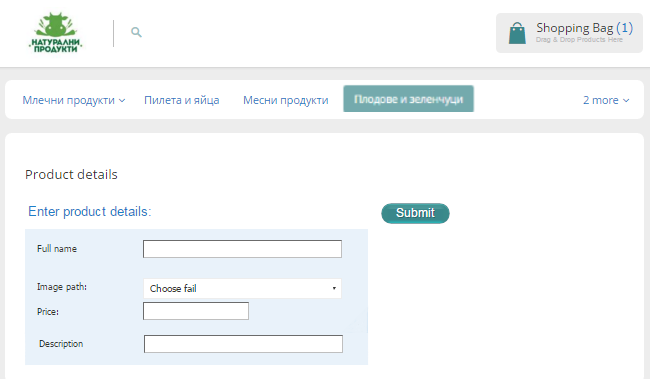 НАТУРАЛНИ
ПРОДУКТИ
Shopping Bag (1)
Drag & Drop Products Here
Млечни продукти
Пилета и яйца
Месни продукти
Плодове и зеленчуци
2 more
Product details
Enter product details:
Submit
Full name
Image path:
Choose fail
Price:
Description